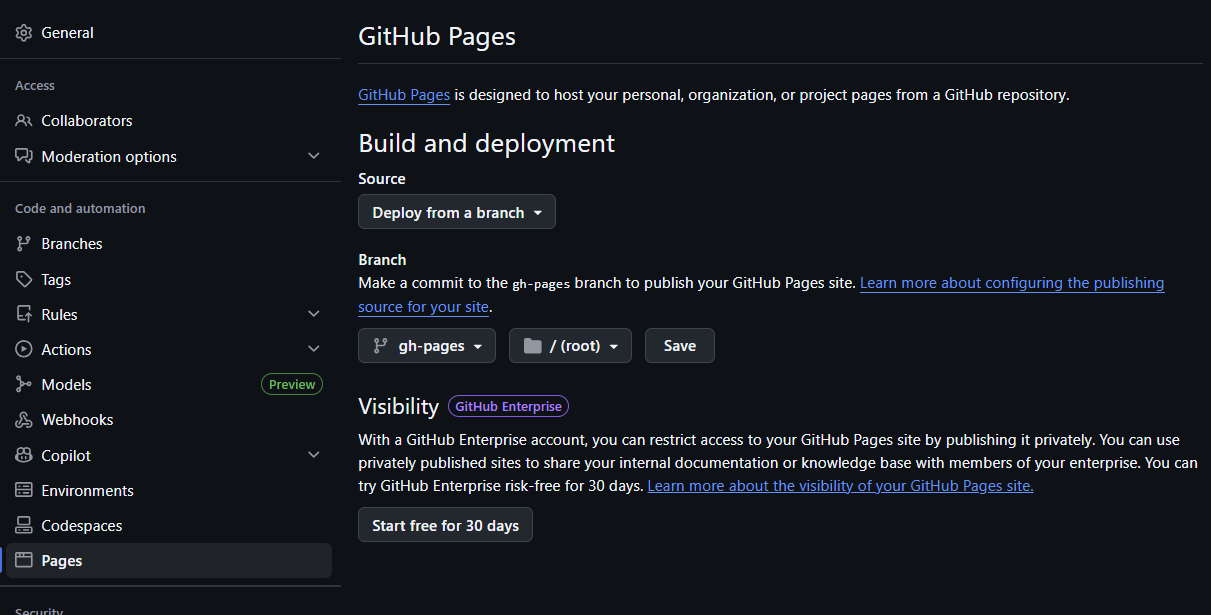 General
Access
Collaborators
Moderation options
Code and automation
Branches
Tags
Rules
Actions
Models Preview
Webhooks
Copilot
Environments
Codespaces
Pages
Security
GitHub Pages
GitHub Pages is designed to host your personal, organization, or project pages from a GitHub repository.
Build and deployment
Source
Deploy from a branch
Branch
Make a commit to the gh-pages branch to publish your GitHub Pages site. Learn more about configuring the publishing
source for your site.
gh-pages / (root) Save
Visibility GitHub Enterprise
With a GitHub Enterprise account, you can restrict access to your GitHub Pages site by publishing it privately. You can use
privately published sites to share your internal documentation or knowledge base with members of your enterprise. You can
try GitHub Enterprise risk-free for 30 days. Learn more about the visibility of your GitHub Pages site.
Start free for 30 days